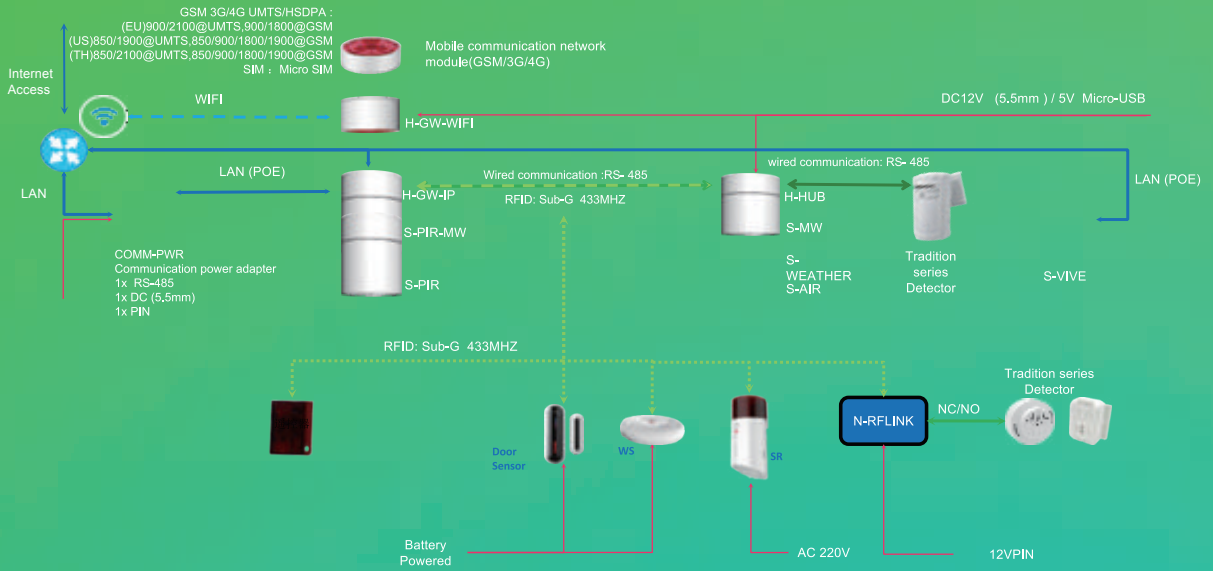 GSM 3G/4G UMTS/HSDPA :
(EU)900/2100@UMTS,900/1800@GSM
(US)850/1900@UMTS,850/900/1800/1900@GSM
(TH)850/2100@UMTS,850/900/1800/1900@GSM
SIM : Micro SIM
Mobile communication network
module(GSM/3G/4G)
Internet
Access
WIFI
H-GW-WIFI
DC12V (5.5mm ) / 5V Micro-USB
LAN
LAN (POE)
H-GW-IP
S-PIR-MW
S-PIR
Wired communication :RS- 485
RFID: Sub-G 433MHZ
wired communication: RS- 485
H-HUB
S-MW
S-
WEATHER
S-AIR
Tradition
series
Detector
LAN (POE)
S-VIVE
COMM-PWR
Communication power adapter
1x RS-485
1x DC (5.5mm)
1x PIN
RFID: Sub-G 433MHZ
Door
Sensor
WS
SR
N-RFLINK
NC/NO
Tradition series
Detector
Battery
Powered
AC 220V
12VPIN